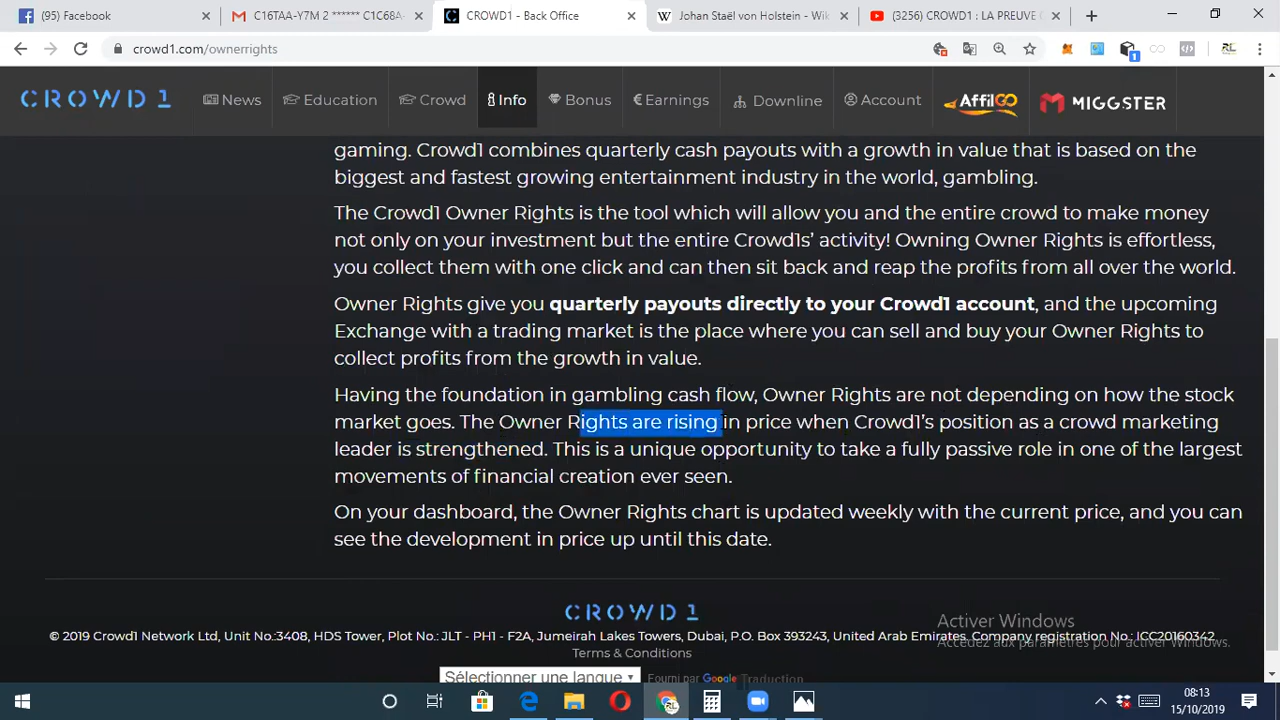 (95) Facebook
C16TAA-Y7M 2 ****** C1C68A-
CROWD1 - Back Office
Johan Stael von Holstein - Wik
(3256) CROWD1 : LA PREUVE
crowd1.com/ownerrights
CROWD 1
News
Education
Crowd
Info
Bonus
Earnings
Downline
Account
AffilGO
MIGGSTER
gaming. Crowd1 combines quarterly cash payouts with a growth in value that is based on the
biggest and fastest growing entertainment industry in the world, gambling.
The Crowd1 Owner Rights is the tool which will allow you and the entire crowd to make money
not only on your investment but the entire Crowd1s’ activity! Owning Owner Rights is effortless,
you collect them with one click and can then sit back and reap the profits from all over the world.
Owner Rights give you quarterly payouts directly to your Crowd1 account, and the upcoming
Exchange with a trading market is the place where you can sell and buy your Owner Rights to
collect profits from the growth in value.
Having the foundation in gambling cash flow, Owner Rights are not depending on how the stock
market goes. The Owner Rights are rising in price when Crowd1’s position as a crowd marketing
leader is strengthened. This is a unique opportunity to take a fully passive role in one of the largest
movements of financial creation ever seen.
On your dashboard, the Owner Rights chart is updated weekly with the current price, and you can
see the development in price up until this date.
CROWD 1
© 2019 Crowd1 Network Ltd, Unit No.:3408, HDS Tower, Plot No.: JLT - PH1 - F2A, Jumeirah Lakes Towers, Dubai, P.O. Box 393243, United Arab Emirates. Company registration No.: ICC20160342
Terms & Conditions
Activer Windows
Accédez aux paramètres pour activer Windows.
Sélectionner une langue
Fourni par Google Traduction
08:13
15/10/2019